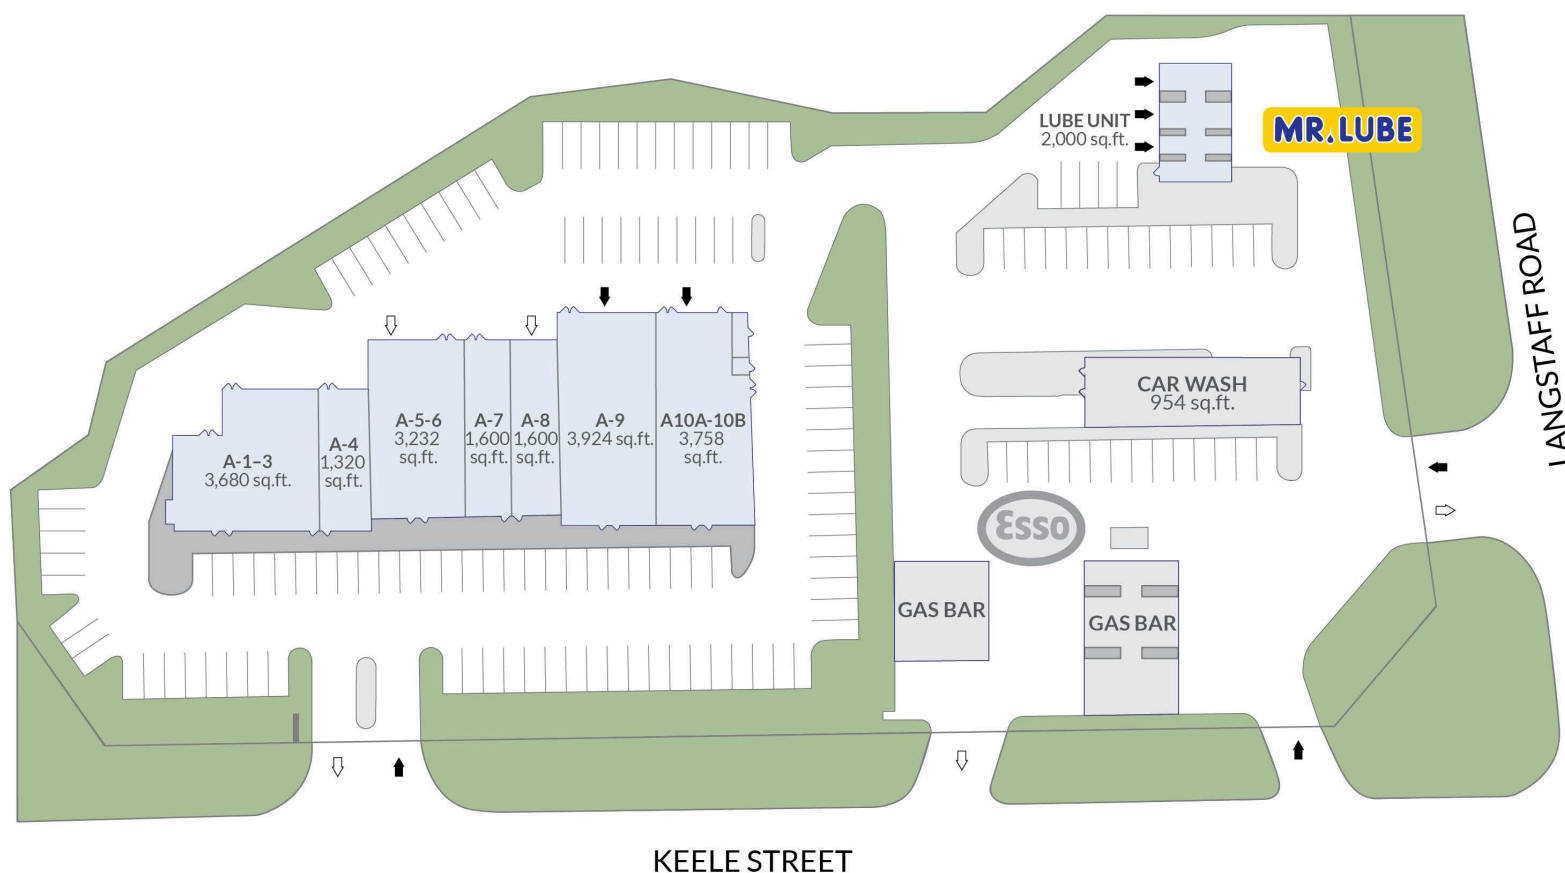 LUBE UNIT
2,000 sq.ft.
MR.LUBE
LANGSTAFF ROAD
CAR WASH
954 sq.ft.
A-1–3
3,680 sq.ft.
A-4
1,320
sq.ft.
A-5-6
3,232
sq.ft.
A-7
1,600
sq.ft.
A-8
1,600
sq.ft.
A-9
3,924 sq.ft.
A10A-10B
3,758
sq.ft.
Esso
GAS BAR
GAS BAR
KEELE STREET